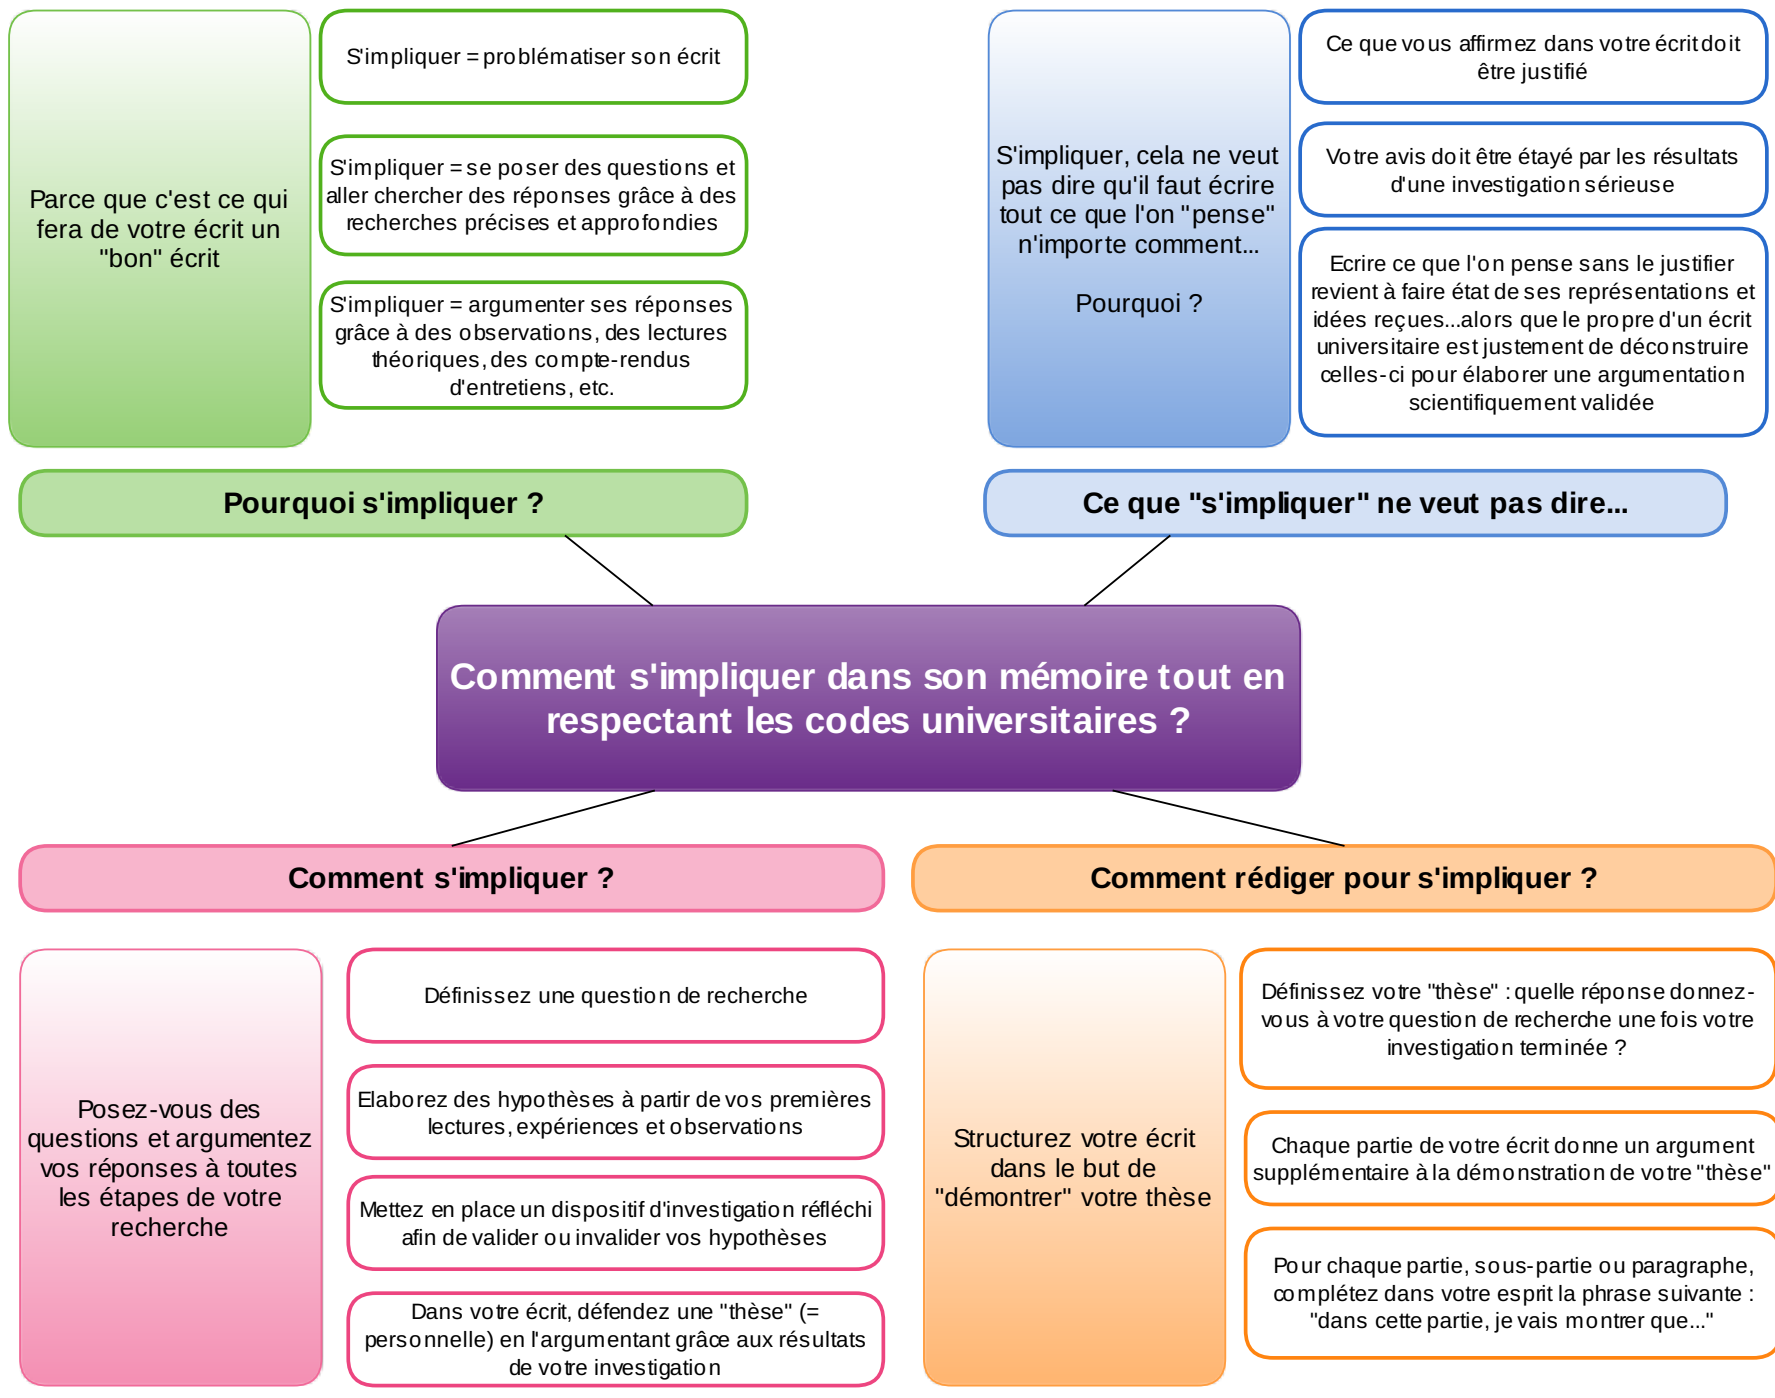 Parce que c'est ce qui
fera de votre écrit un
"bon" écrit
S'impliquer = problématiser son écrit
S'impliquer = se poser des questions et
aller chercher des réponses grâce à des
recherches précises et approfondies
S'impliquer = argumenter ses réponses
grâce à des observations, des lectures
théoriques, des compte-rendus
d'entretiens, etc.
Pourquoi s'impliquer ?
S'impliquer, cela ne veut
pas dire qu'il faut écrire
tout ce que l'on "pense"
n'importe comment...
Pourquoi ?
Ce que vous affirmez dans votre écrit doit
être justifié
Votre avis doit être étayé par les résultats
d'une investigation sérieuse
Ecrire ce que l'on pense sans le justifier
revient à faire état de ses représentations et
idées reçues...alors que le propre d'un écrit
universitaire est justement de déconstruire
celles-ci pour élaborer une argumentation
scientifiquement validée
Ce que "s'impliquer" ne veut pas dire...
Comment s'impliquer dans son mémoire tout en
respectant les codes universitaires ?
Comment s'impliquer ?
Posez-vous des
questions et argumentez
vos réponses à toutes
les étapes de votre
recherche
Définissez une question de recherche
Elaborez des hypothèses à partir de vos premières
lectures, expériences et observations
Mettez en place un dispositif d'investigation réfléchi
afin de valider ou invalider vos hypothèses
Dans votre écrit, défendez une "thèse" (=
personnelle) en l'argumentant grâce aux résultats
de votre investigation
Comment rédiger pour s'impliquer ?
Structurez votre écrit
dans le but de
"démontrer" votre thèse
Définissez votre "thèse" : quelle réponse donnez-
vous à votre question de recherche une fois votre
investigation terminée ?
Chaque partie de votre écrit donne un argument
supplémentaire à la démonstration de votre "thèse"
Pour chaque partie, sous-partie ou paragraphe,
complétez dans votre esprit la phrase suivante :
"dans cette partie, je vais montrer que..."